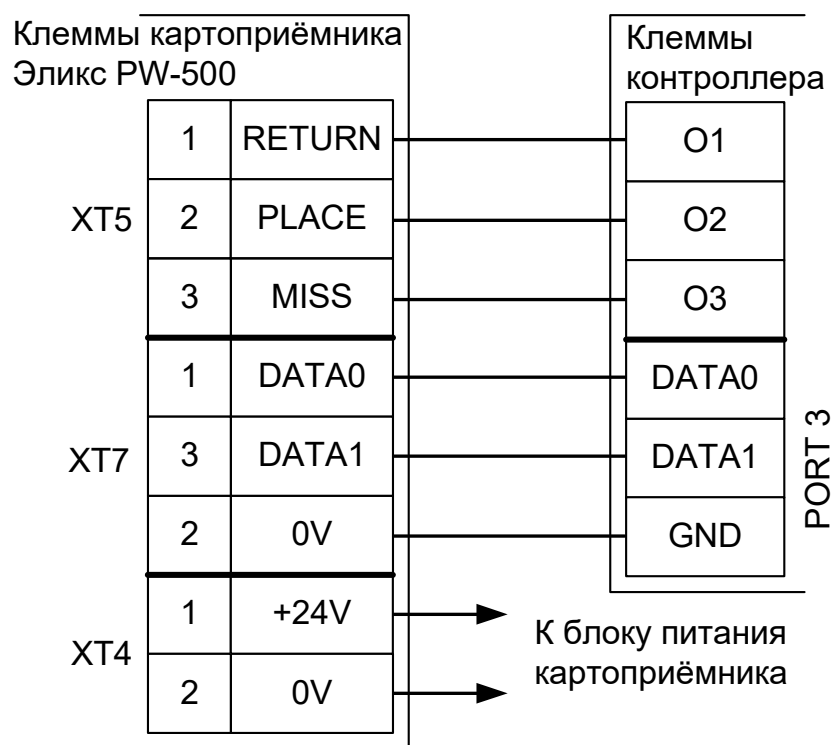 Клеммы картоприёмника
Эликс PW-500
Клеммы
контроллера
1 RETURN O1
XT5 2 PLACE O2
3 MISS O3
1 DATA0 DATA0
XT7 3 DATA1 DATA1
2 0V GND
PORT 3
1 +24V
XT4
2 0V
К блоку питания
картоприёмника